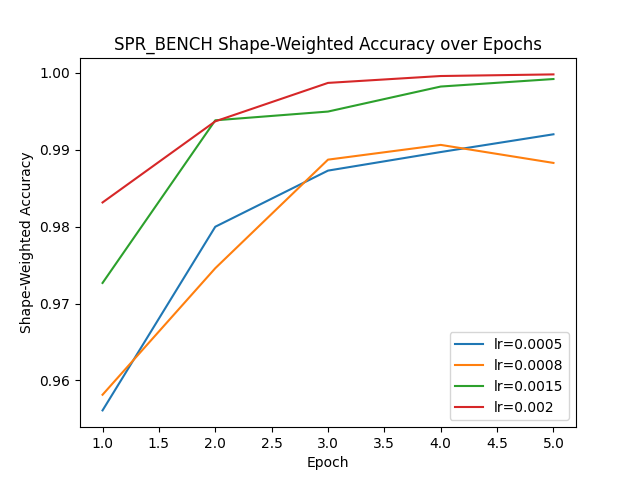 SPR_BENCH Shape-Weighted Accuracy over Epochs
Shape-Weighted Accuracy
1.00
0.99
0.98
0.97
0.96
lr=0.0005
lr=0.0008
lr=0.0015
lr=0.002
1.0 1.5 2.0 2.5 3.0 3.5 4.0 4.5 5.0
Epoch